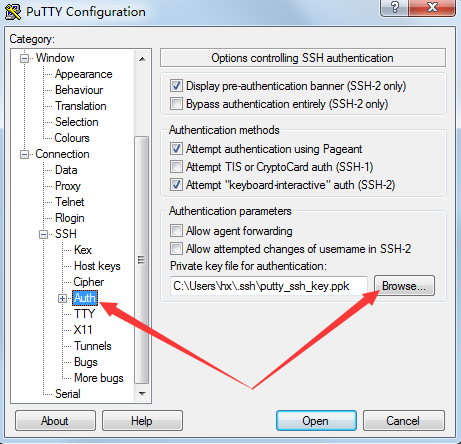 PuTTY Configuration
Category:
Window
Appearance
Behaviour
Translation
Selection
Colours
Connection
Data
Proxy
Telnet
Rlogin
SSH
Kex
Host keys
Cipher
Auth
TTY
X11
Tunnels
Bugs
More bugs
Serial
Options controlling SSH authentication
Display pre-authentication banner (SSH-2 only)
Bypass authentication entirely (SSH-2 only)
Authentication methods
Attempt authentication using Pageant
Attempt TIS or CryptoCard auth (SSH-1)
Attempt "keyboard-interactive" auth (SSH-2)
Authentication parameters
Allow agent forwarding
Allow attempted changes of username in SSH-2
Private key file for authentication:
C:\Users\hx\.ssh\putty_ssh_key.ppk
Browse...
About
Help
Open
Cancel